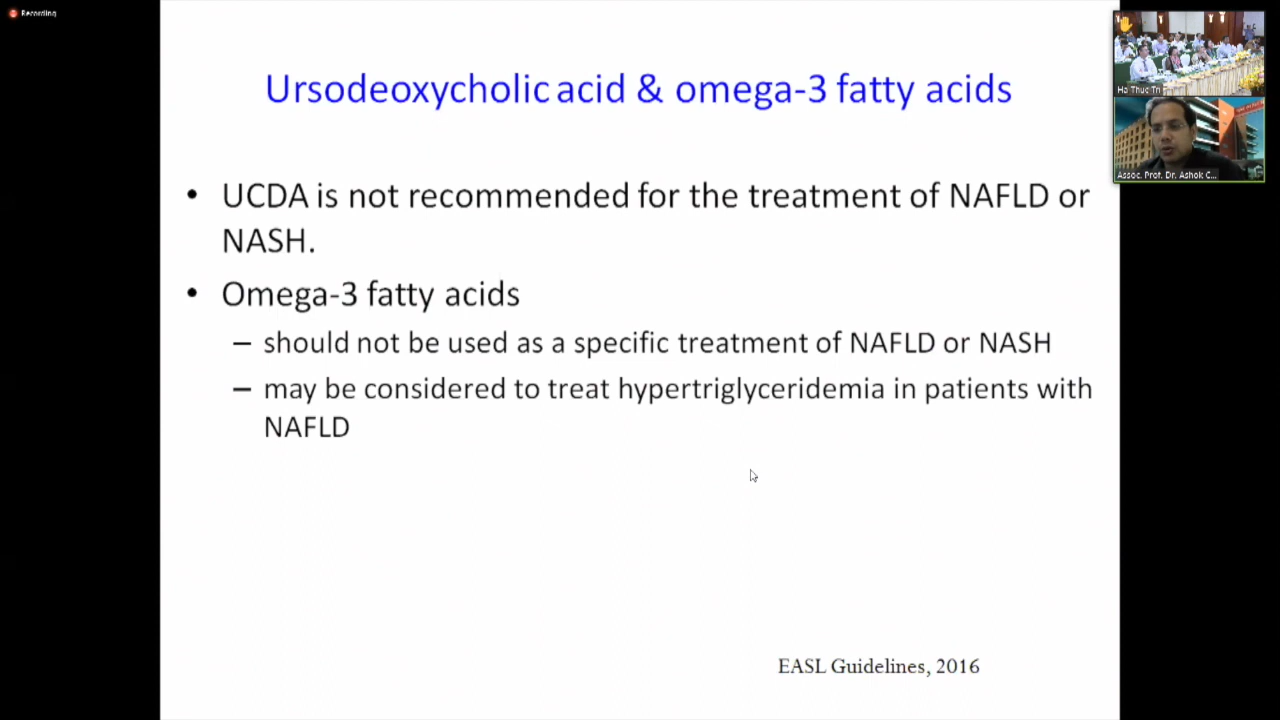 Recording
Ursodeoxycholic acid & omega-3 fatty acids
Ha Thuc Tri
Assoc. Prof. Dr. Ashok C...
• UCDA is not recommended for the treatment of NAFLD or
NASH.
• Omega-3 fatty acids
– should not be used as a specific treatment of NAFLD or NASH
– may be considered to treat hypertriglyceridemia in patients with
NAFLD
EASL Guidelines, 2016